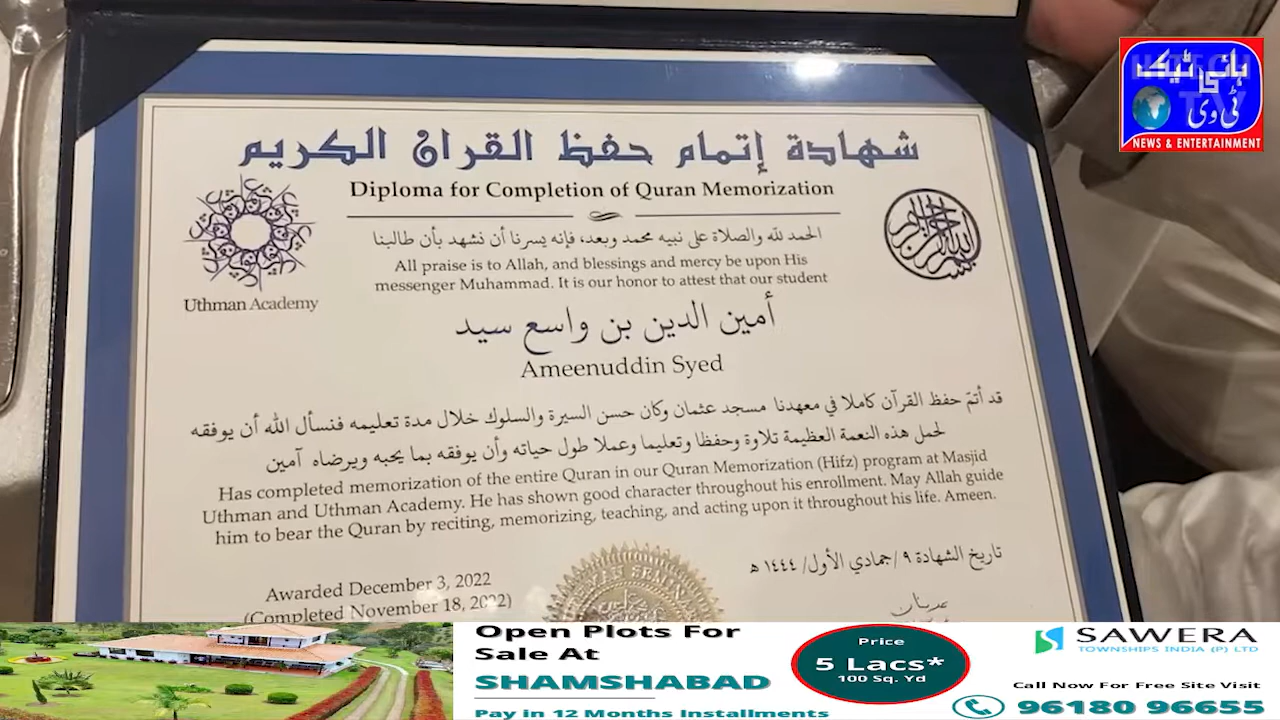 شهادة إتمام حفظ القرآن الكريم
Diploma for Completion of Quran Memorization
الحمد لله والصلاة على نبيه محمد وبعد، فإنه يسرنا أن نشهد بأن طالبنا
All praise is to Allah, and blessings and mercy be upon His
messenger Muhammad. It is our honor to attest that our student
Uthman Academy
أمين الدين بن واسع سيد
Ameenuddin Syed
قد أتمّ حفظ القرآن كاملا في معهدنا مسجد عثمان وكان حسن السيرة والسلوك خلال مدة تعليمه فنسأل الله أن يوفقه
لحمل هذه النعمة العظيمة تلاوة وحفظا وتعليما وعملا طول حياته وأن يوفقه بما يحبه ويرضاه آمين
Has completed memorization of the entire Quran in our Quran Memorization (Hifz) program at Masjid
Uthman and Uthman Academy. He has shown good character throughout his enrollment. May Allah guide
him to bear the Quran by reciting, memorizing, teaching, and acting upon it throughout his life. Ameen.
تاريخ الشهادة ٩ /جمادي الأول/ ١٤٤٤ ه
Awarded December 3, 2022
(Completed November 18, 2022)
ہائی ٹیک
ٹی وی
NEWS & ENTERTAINMENT
Open Plots For
Sale At
SHAMSHABAD
Pay in 12 Months Installments
Price
5 Lacs*
100 Sq. Yd
SAWERA
TOWNSHIPS INDIA (P) LTD
Call Now For Free Site Visit
96180 96655